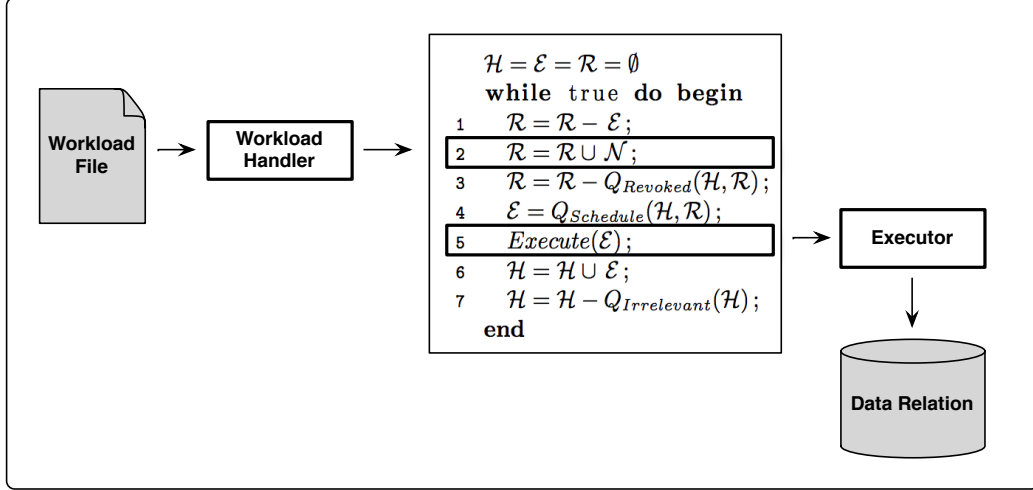 Workload
File
Workload
Handler
ℋ = ℰ = ℛ = ∅
while true do begin
1 ℛ = ℛ − ℰ;
2 ℛ = ℛ ∪ 𝒩;
3 ℛ = ℛ − Q_Revoked(ℋ, ℛ);
4 ℰ = Q_Schedule(ℋ, ℛ);
5 Execute(ℰ);
6 ℋ = ℋ ∪ ℰ;
7 ℋ = ℋ − Q_Irrelevant(ℋ);
end
Executor
Data Relation